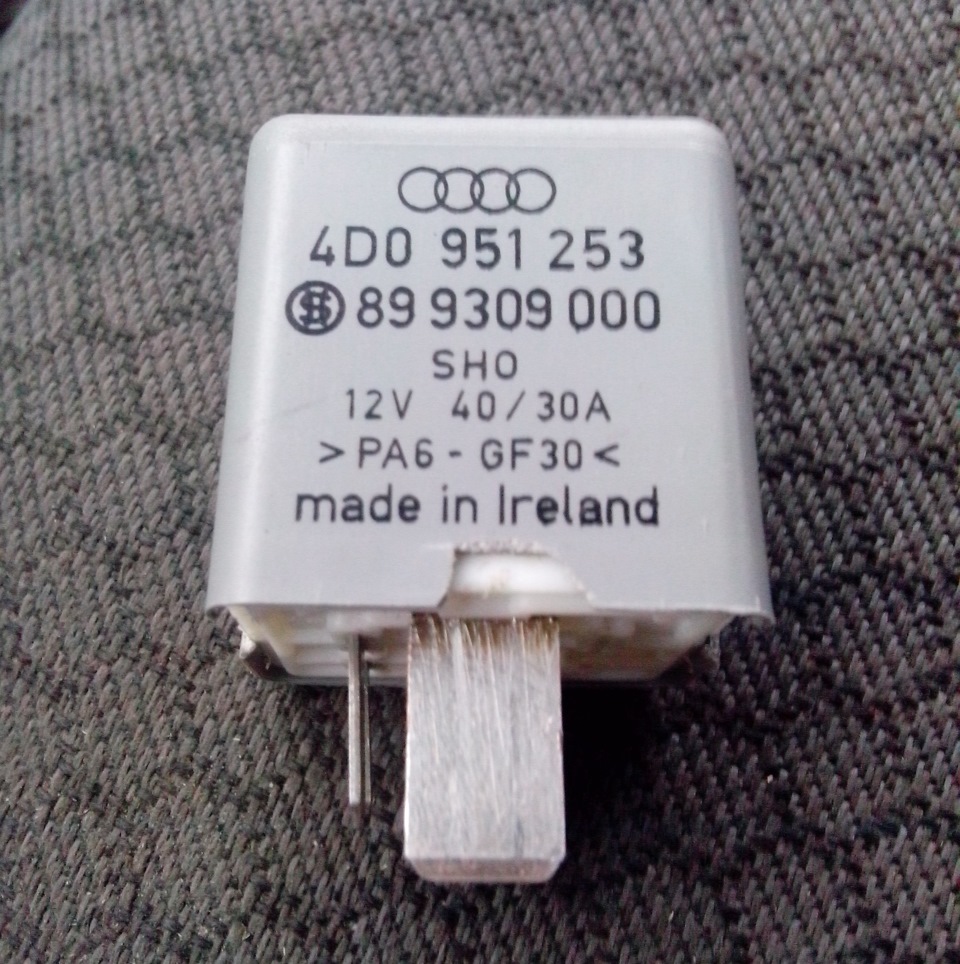 4D0 951 253
89 9309 000
SHO
12V 40/30A
>PA6-GF30<
made in Ireland